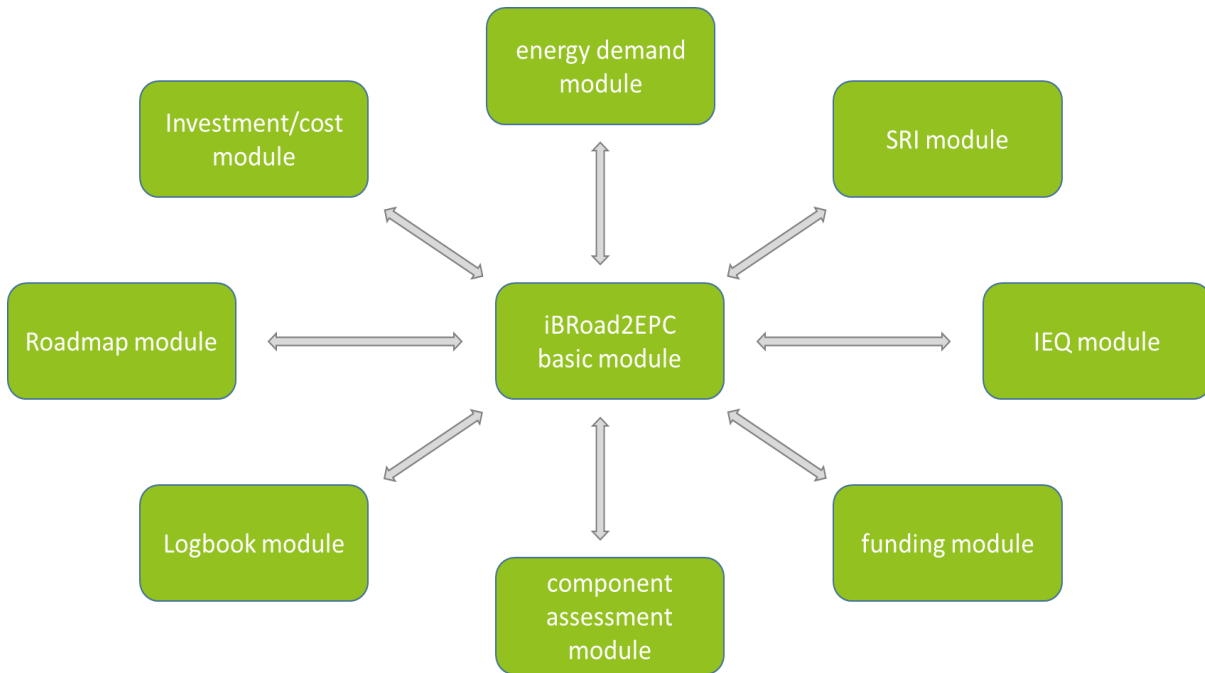 energy demand
module
Investment/cost
module
SRI module
Roadmap module
iBRoad2EPC
basic module
IEQ module
Logbook module
funding module
component
assessment
module